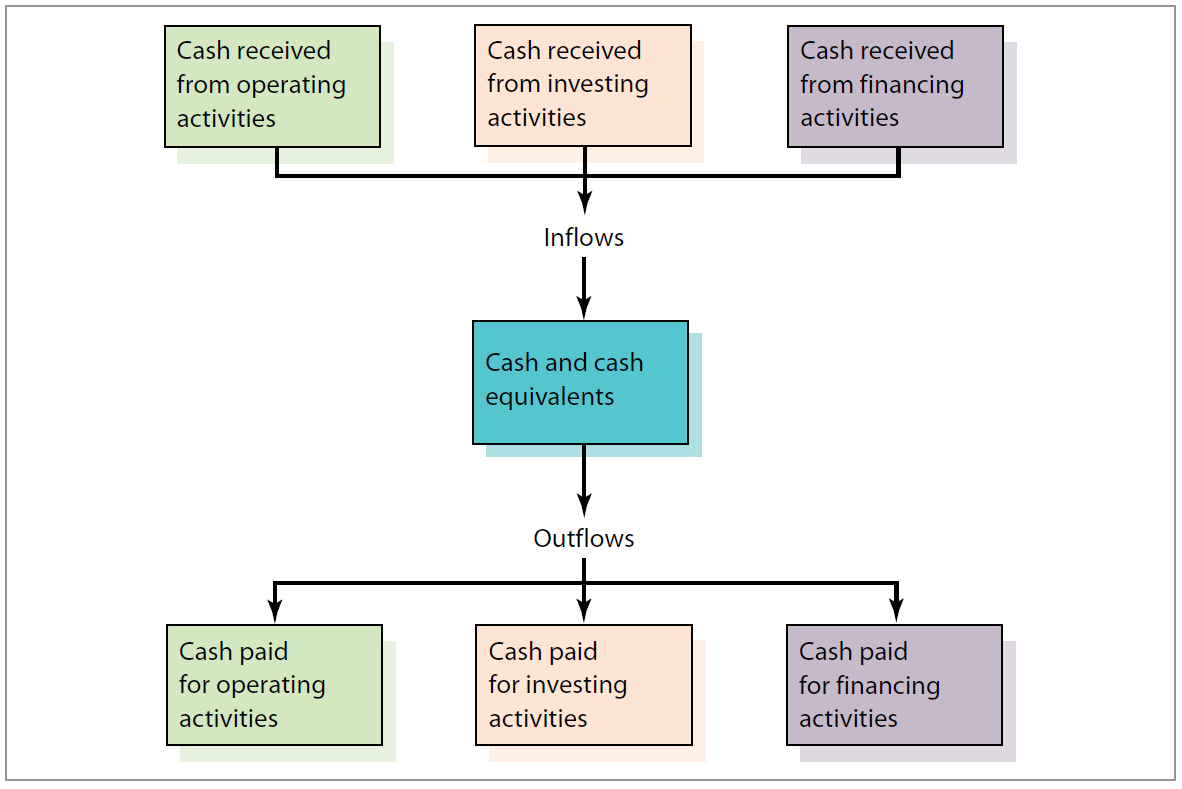 Cash received
from operating
activities
Cash received
from investing
activities
Cash received
from financing
activities
Inflows
Cash and cash
equivalents
Outflows
Cash paid
for operating
activities
Cash paid
for investing
activities
Cash paid
for financing
activities